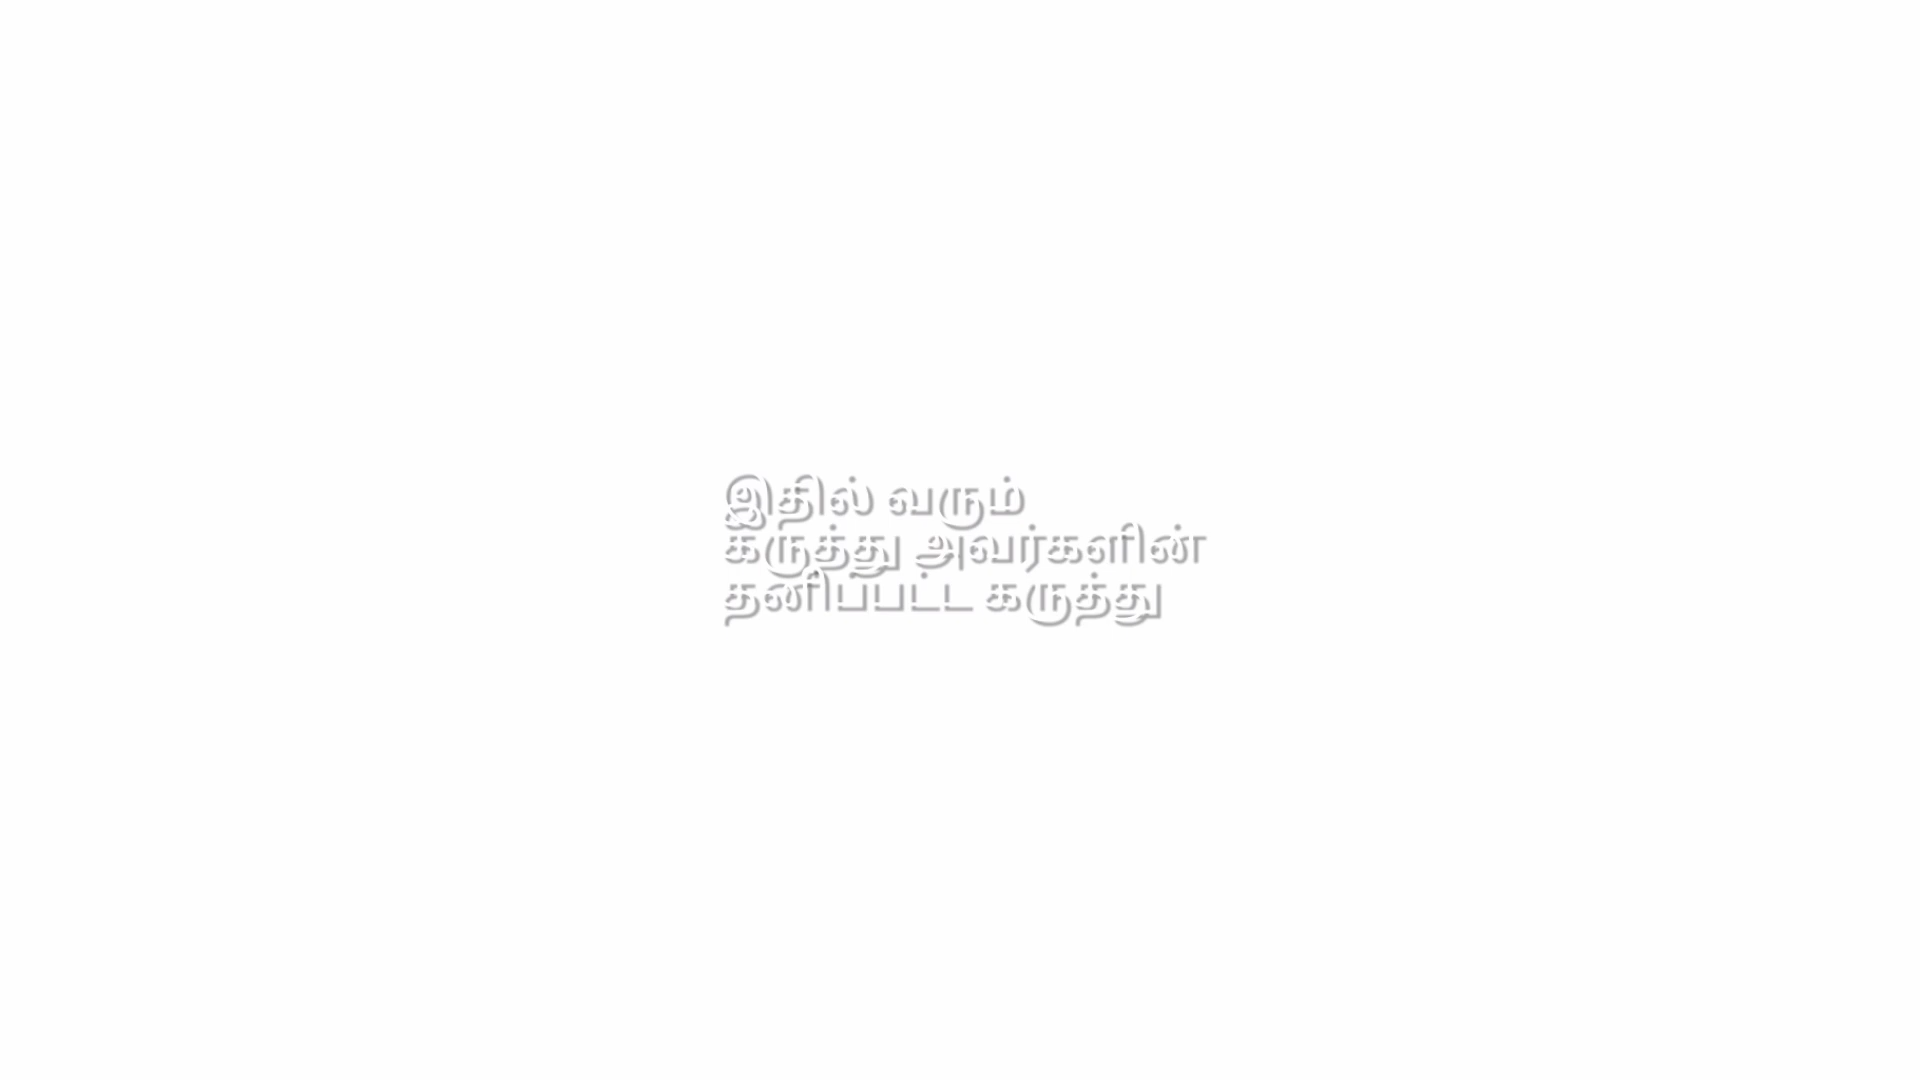 இதில் வரும்
கருத்து அவர்களின்
தனிப்பட்ட கருத்து